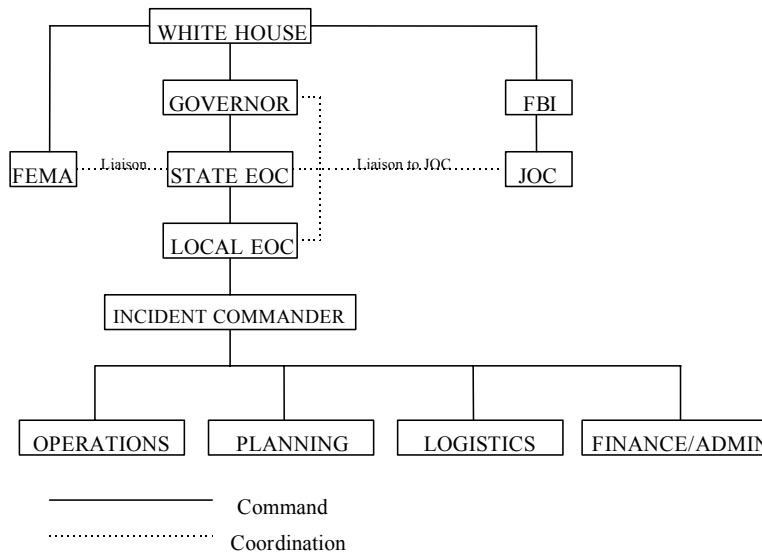 WHITE HOUSE
GOVERNOR
FBI
Liaison
Liaison to JOC
FEMA
STATE EOC
JOC
LOCAL EOC
INCIDENT COMMANDER
OPERATIONS
PLANNING
LOGISTICS
FINANCE/ADMIN
Command
Coordination